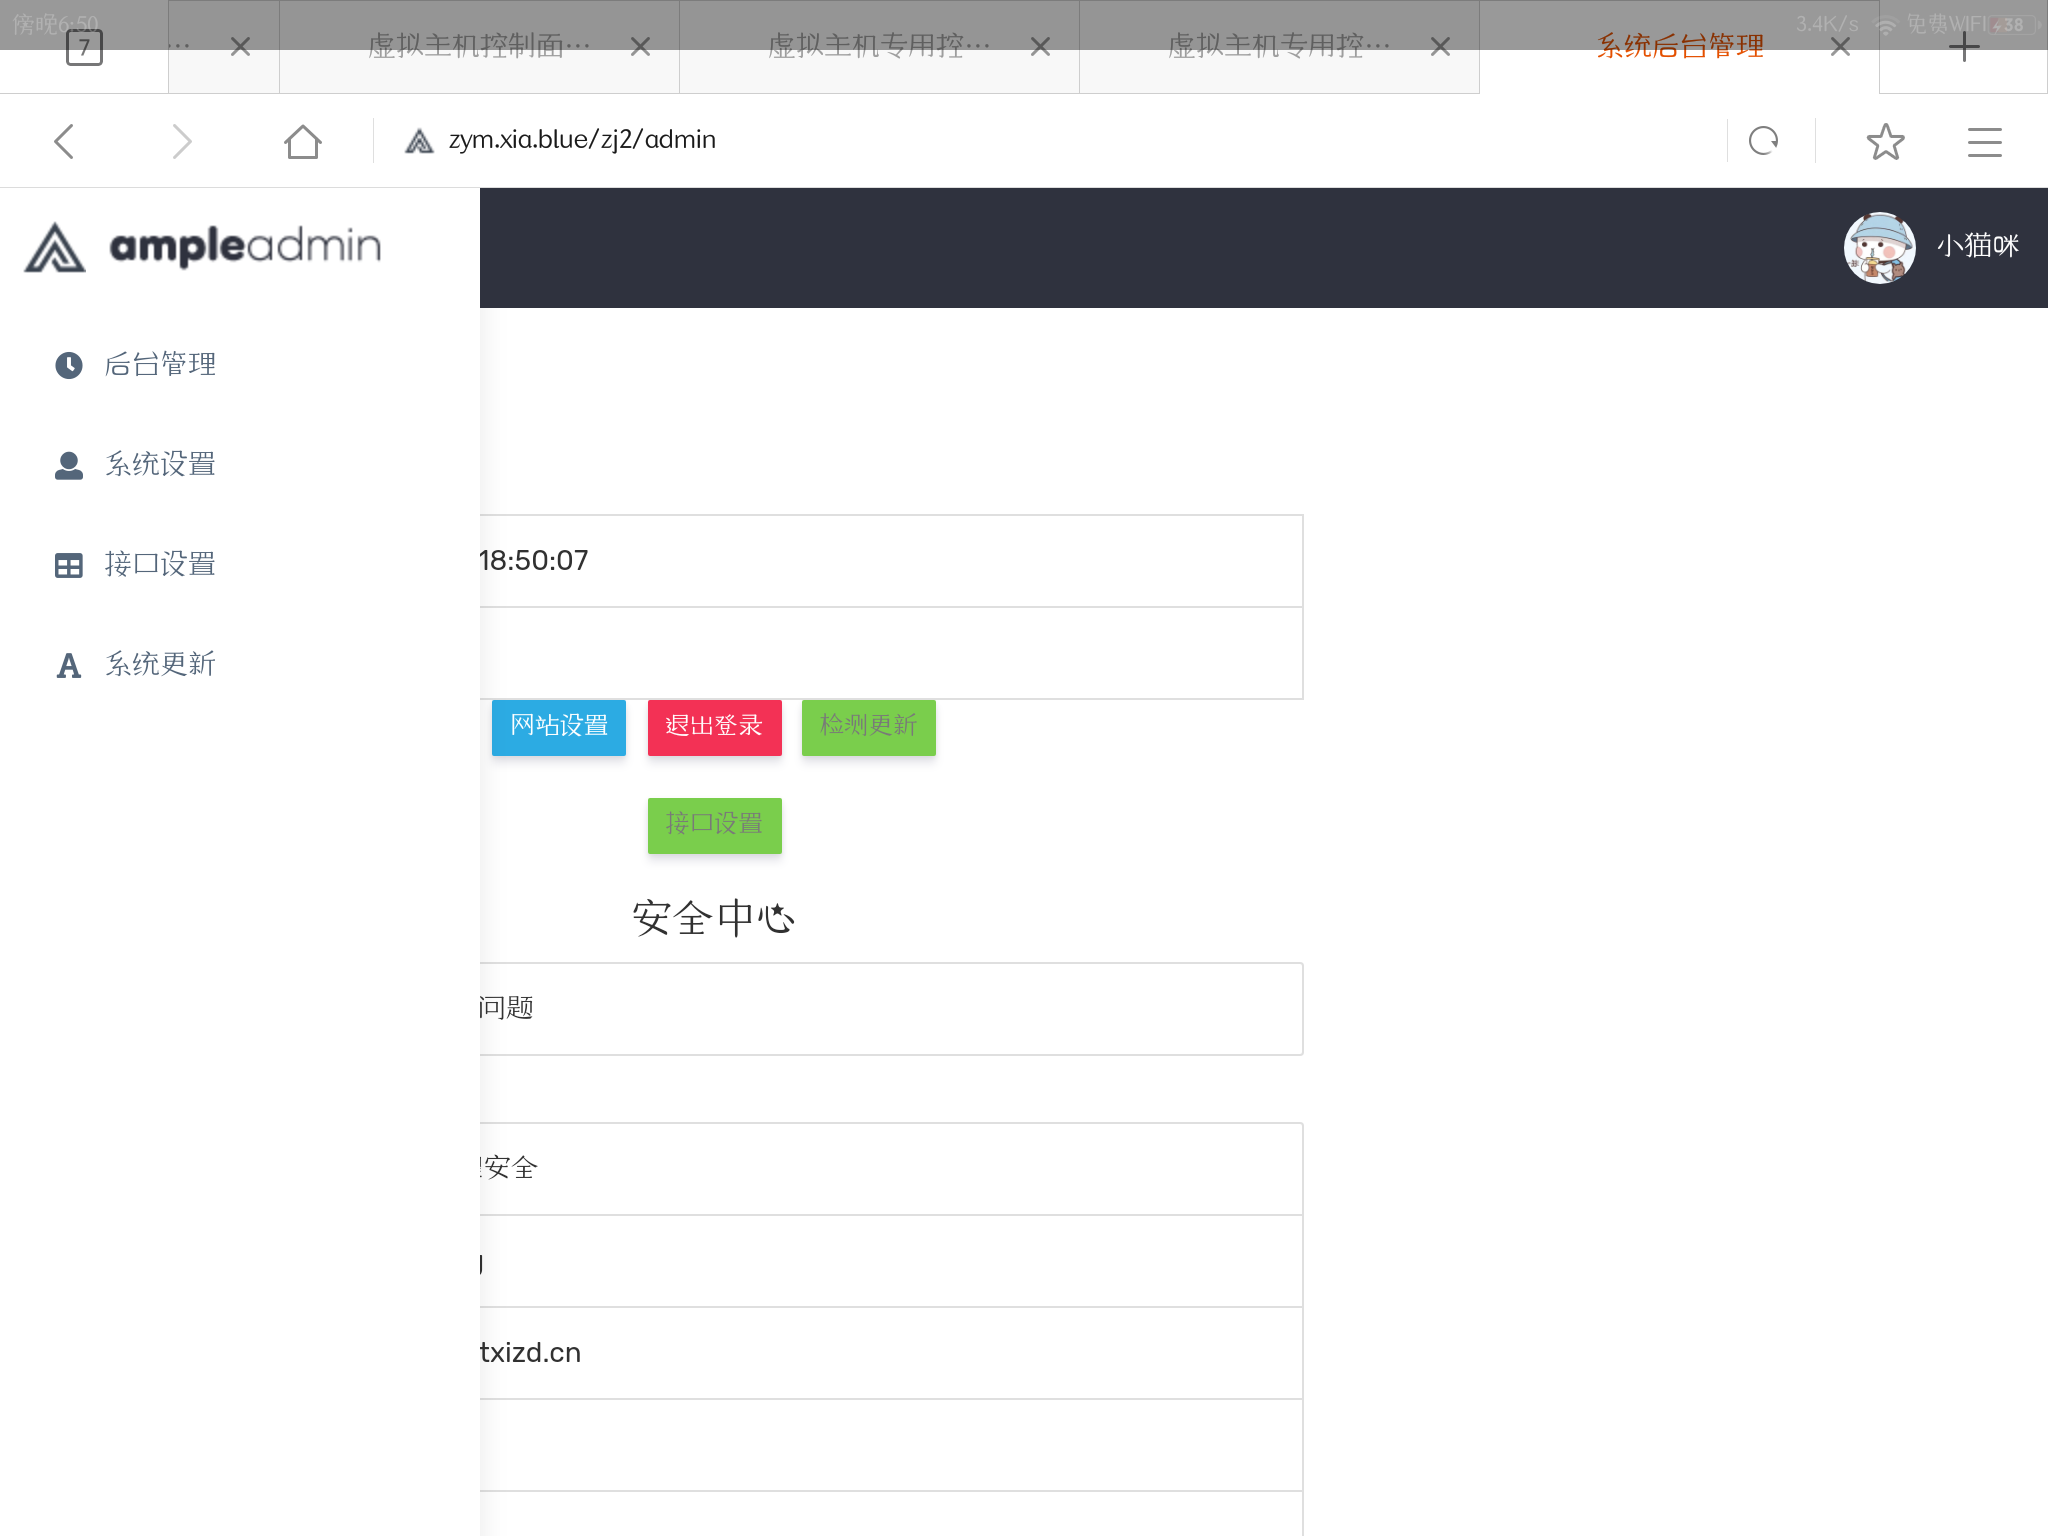 傍晚6:50
3.4K/s 免费WIFI 38
7
… 虚拟主机控制面… 虚拟主机专用控… 虚拟主机专用控… 系统后台管理
zym.xia.blue/zj2/admin
ampleadmin
小猫咪
后台管理
系统设置
接口设置
系统更新
18:50:07
网站设置 退出登录 检测更新
接口设置
安全中心
问题
安全
txizd.cn